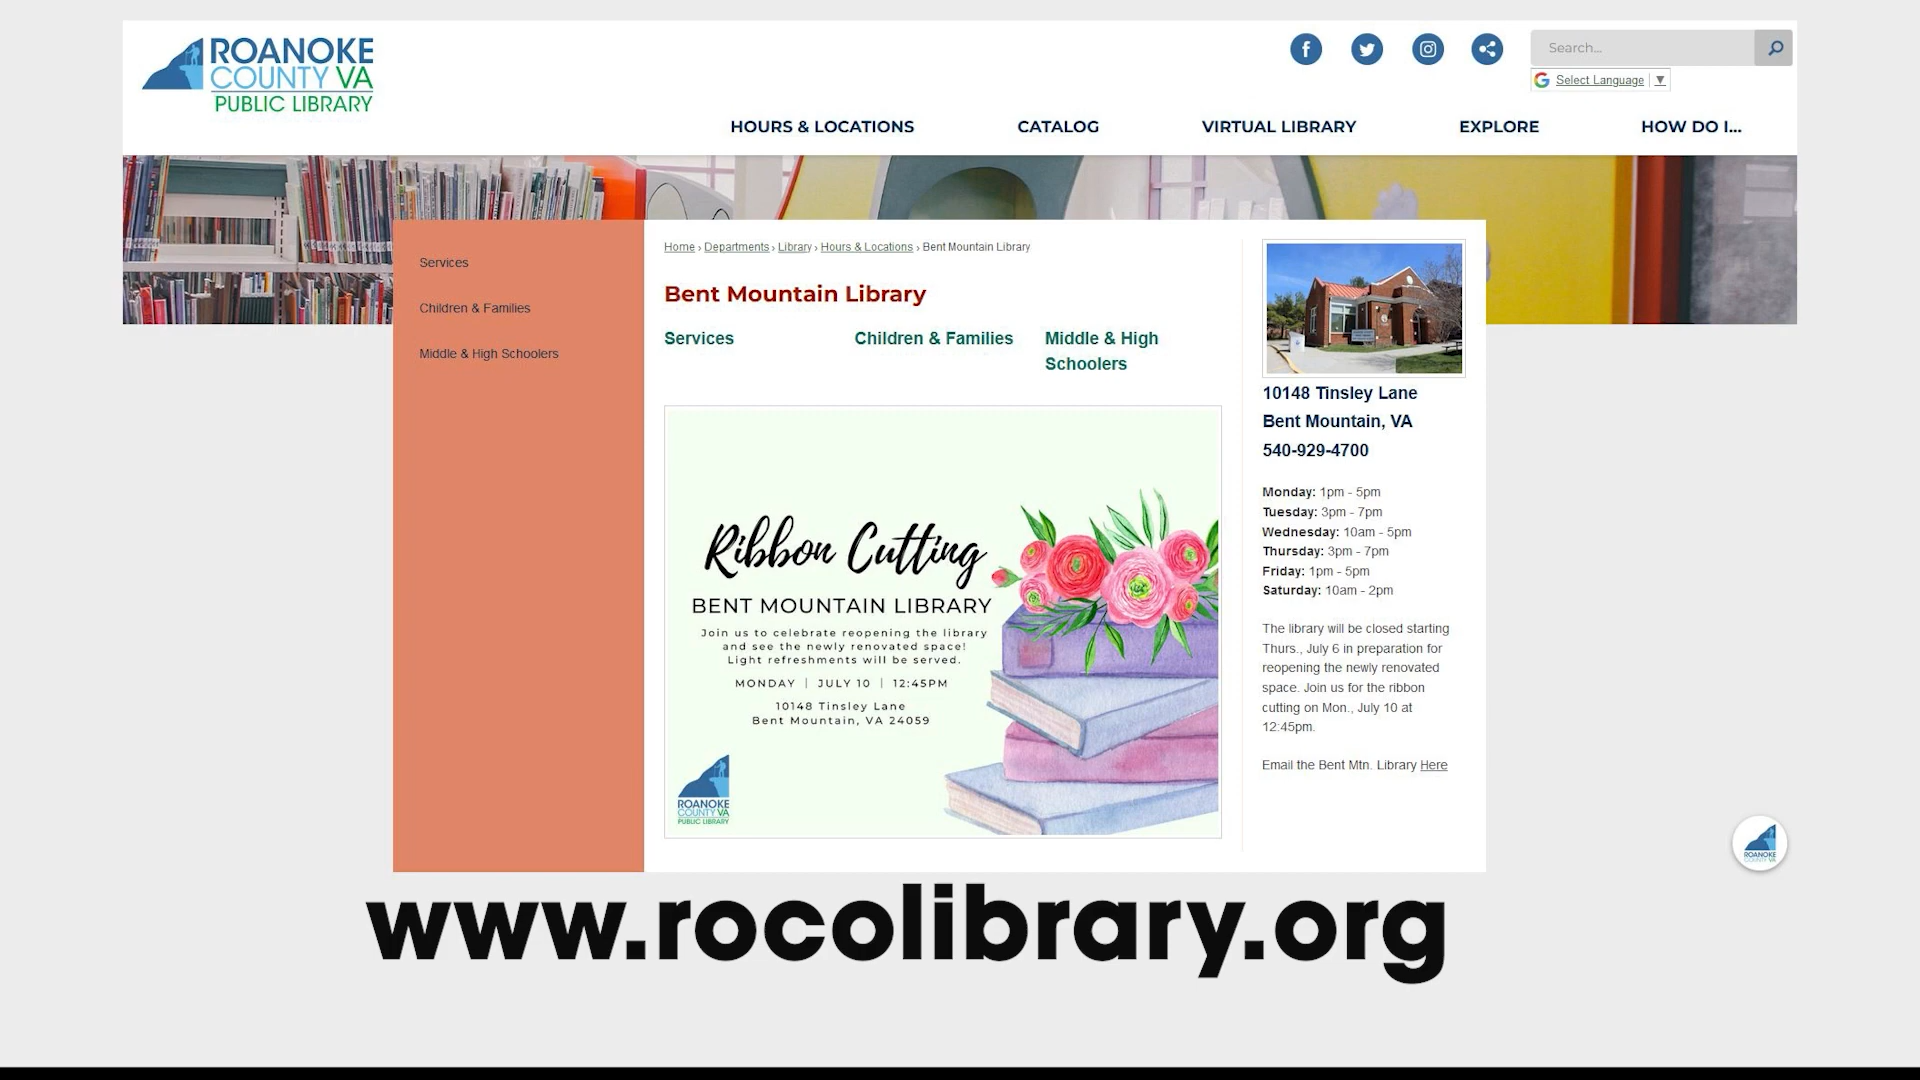 ROANOKE
COUNTY VA
PUBLIC LIBRARY
Search...
Select Language ▼
HOURS & LOCATIONS
CATALOG
VIRTUAL LIBRARY
EXPLORE
HOW DO I...
Services
Children & Families
Middle & High Schoolers
Home › Departments › Library › Hours & Locations › Bent Mountain Library
Bent Mountain Library
Services
Children & Families
Middle & High
Schoolers
Ribbon Cutting
BENT MOUNTAIN LIBRARY
Join us to celebrate reopening the library
and see the newly renovated space!
Light refreshments will be served.
MONDAY | JULY 10 | 12:45PM
10148 Tinsley Lane
Bent Mountain, VA 24059
ROANOKE
COUNTY VA
PUBLIC LIBRARY
10148 Tinsley Lane
Bent Mountain, VA
540-929-4700
Monday: 1pm - 5pm
Tuesday: 3pm - 7pm
Wednesday: 10am - 5pm
Thursday: 3pm - 7pm
Friday: 1pm - 5pm
Saturday: 10am - 2pm
The library will be closed starting
Thurs., July 6 in preparation for
reopening the newly renovated
space. Join us for the ribbon
cutting on Mon., July 10 at
12:45pm.
Email the Bent Mtn. Library Here
ROANOKE
COUNTY VA
www.rocolibrary.org